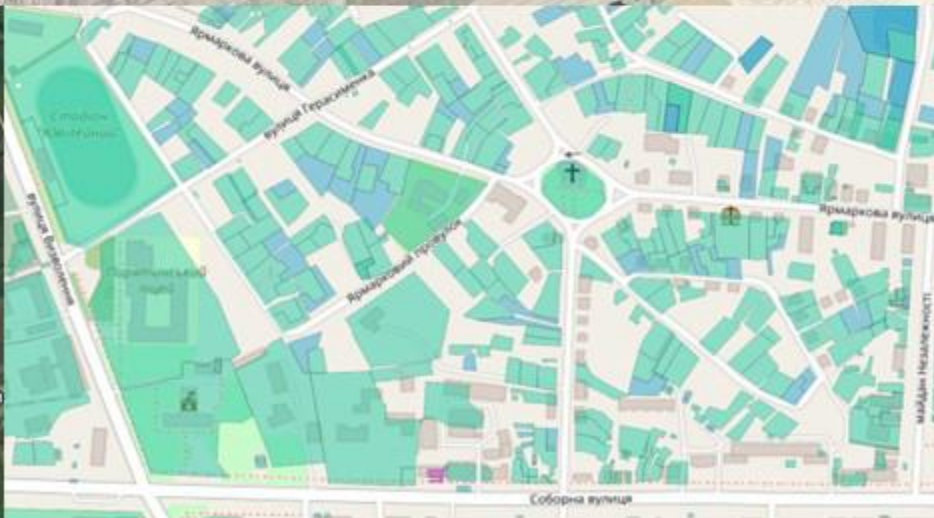 Ярмаркова вулиця
вулиця Герасименка
Стадіон
вулиця Визволення
Ярмарковий провулок
Ярмаркова вулиця
майдан Незалежності
Соборна вулиця